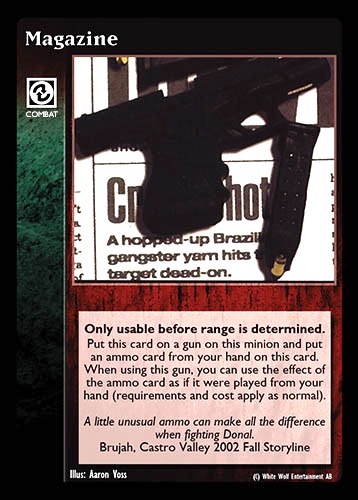 Magazine
COMBAT
A hopped-up Brazili
gangster yarn hits t
target dead-on.
Only usable before range is determined.
Put this card on a gun on this minion and put
an ammo card from your hand on this card.
When using this gun, you can use the effect of
the ammo card as if it were played from your
hand (requirements and cost apply as normal).
A little unusual ammo can make all the difference
when fighting Donal.
Brujah, Castro Valley 2002 Fall Storyline
Illus: Aaron Voss
(C) White Wolf Entertainment AB